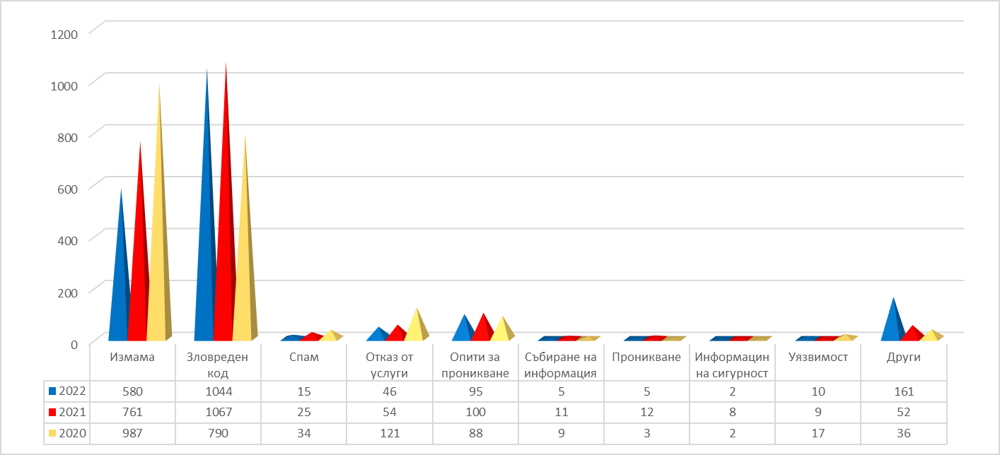 1200
1000
800
600
400
200
0
Измама Зловреден Спам Отказ от Опити за Събиране на Проникване Информацин Уязвимост Други
код услуги проникване информация на сигурност
2022 580 1044 15 46 95 5 5 2 10 161
2021 761 1067 25 54 100 11 12 8 9 52
2020 987 790 34 121 88 9 3 2 17 36